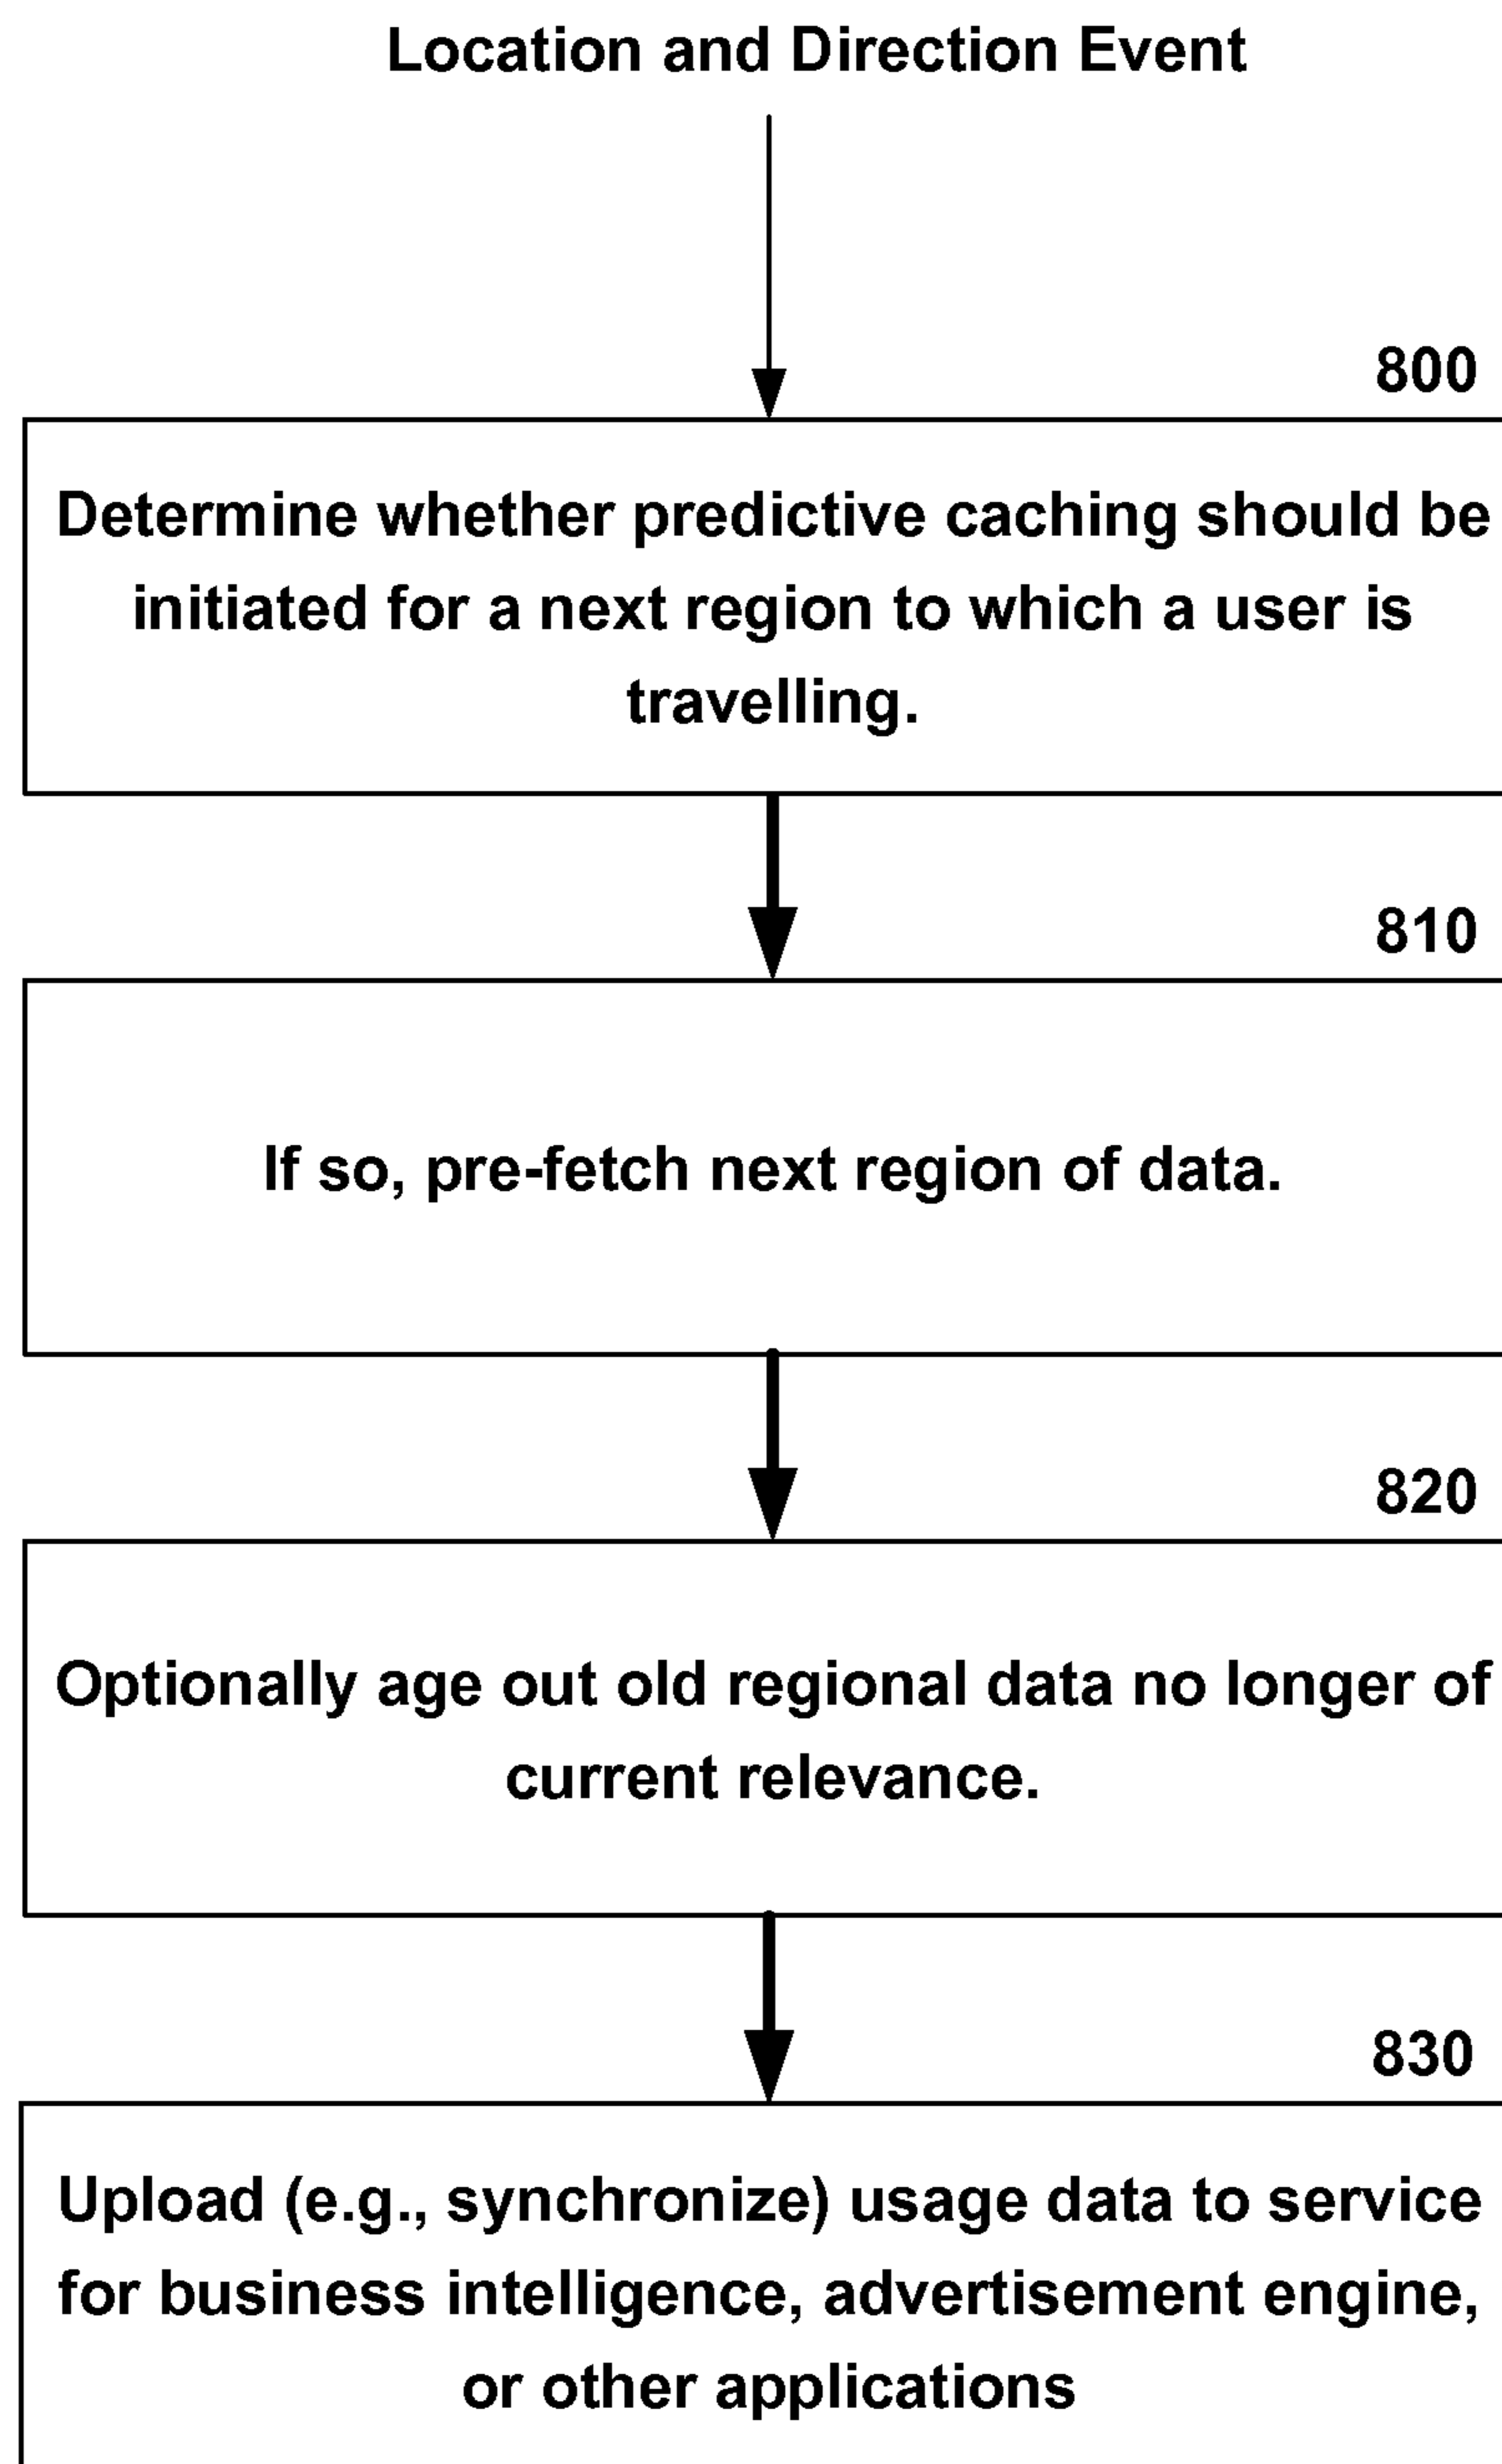 Location and Direction Event
800
Determine whether predictive caching should be
initiated for a next region to which a user is
travelling.
810
If so, pre-fetch next region of data.
820
Optionally age out old regional data no longer of
current relevance.
830
Upload (e.g., synchronize) usage data to service
for business intelligence, advertisement engine,
or other applications